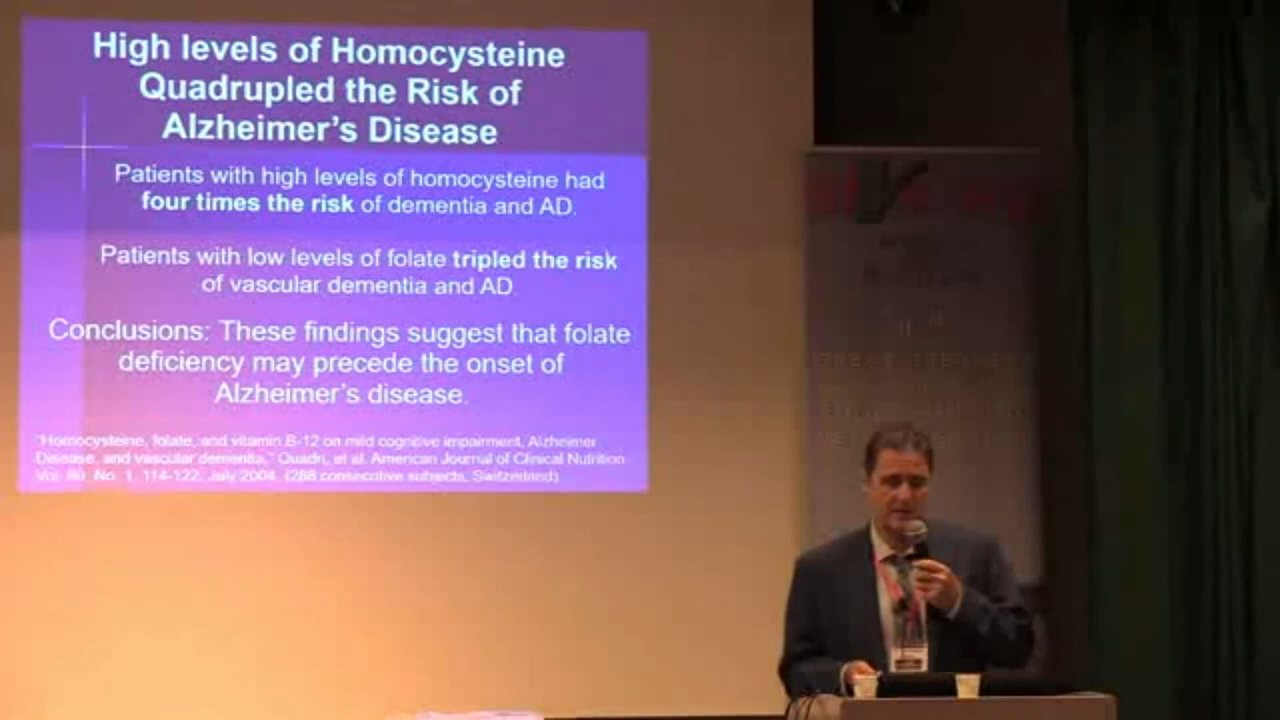 High levels of Homocysteine
Quadrupled the Risk of
Alzheimer's Disease
Patients with high levels of homocysteine had
four times the risk of dementia and AD.
Patients with low levels of folate tripled the risk
of vascular dementia and AD
Conclusions: These findings suggest that folate
deficiency may precede the onset of
Alzheimer's disease.
"Homocysteine, folate, and vitamin B-12 on mild cognitive impairment, Alzheimer
Disease, and vascular dementia," Quadri, et al. American Journal of Clinical Nutrition
Vol. 80, No. 1, 114-122, July 2004. (288 consecutive subjects, Switzerland)